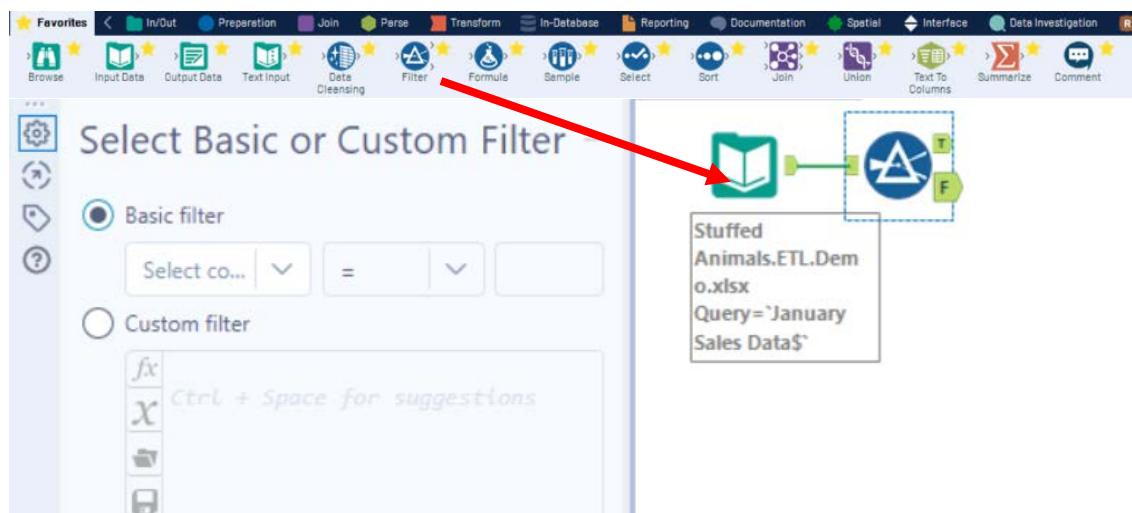 Favorites In/Out Preparation Join Parse Transform In-Database Reporting Documentation Spatial Interface Data Investigation R
Browse Input Data Output Data Text Input Data Cleansing Filter Formula Sample Select Sort Join Union Text To Columns Summarize Comment
Select Basic or Custom Filter
Basic filter
Select co... =
Custom filter
fx
X
Ctrl + Space for suggestions
T
F
Stuffed
Animals.ETL.Dem
o.xlsx
Query=`January
Sales Data$`